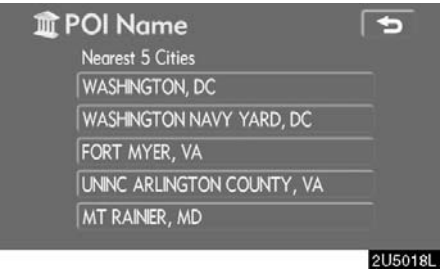 POI Name
Nearest 5 Cities
WASHINGTON, DC
WASHINGTON NAVY YARD, DC
FORT MYER, VA
UNINC ARLINGTON COUNTY, VA
MT RAINIER, MD
2U5018L